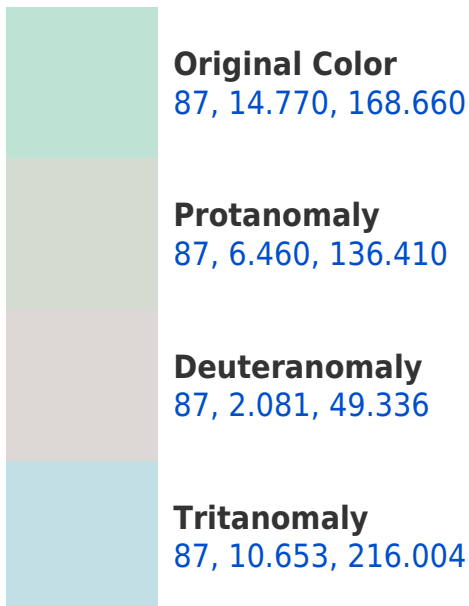 Original Color
87, 14.770, 168.660
Protanomaly
87, 6.460, 136.410
Deuteranomaly
87, 2.081, 49.336
Tritanomaly
87, 10.653, 216.004